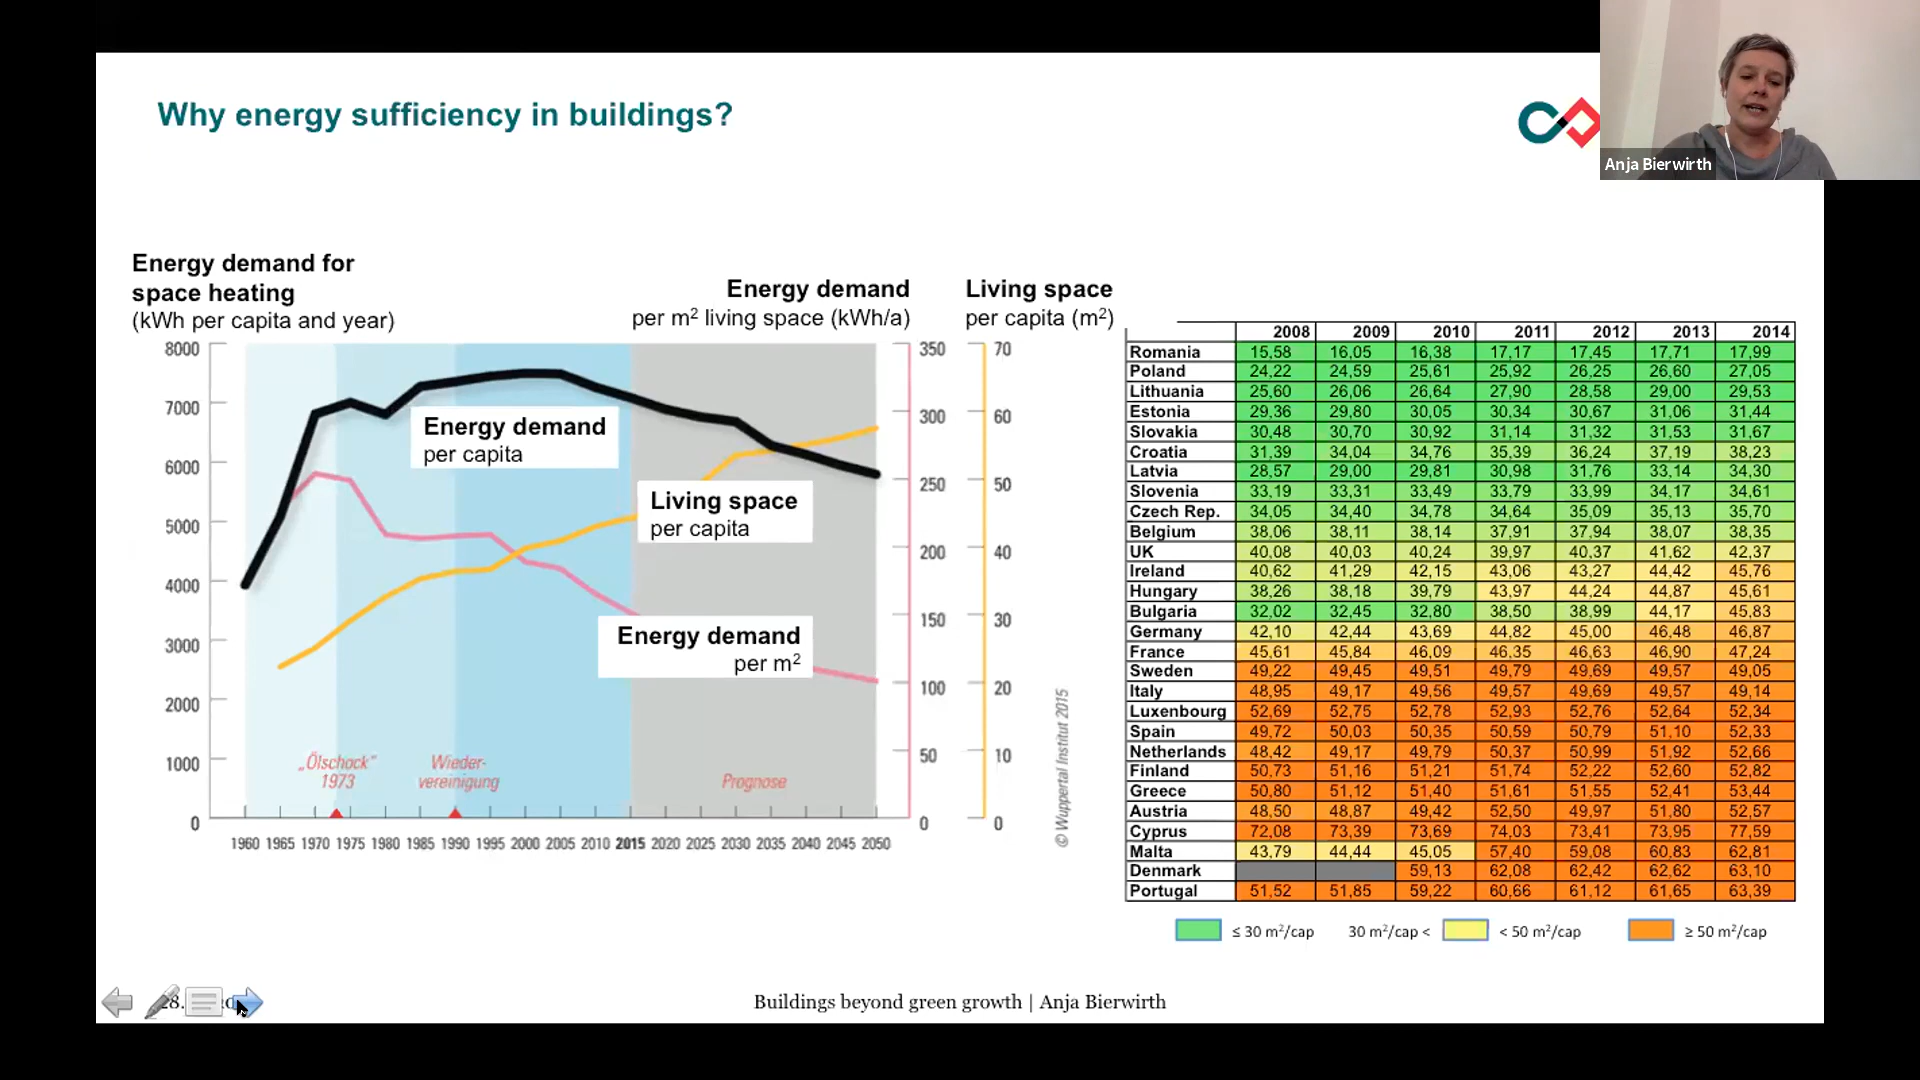 Why energy sufficiency in buildings?
Anja Bierwirth
Energy demand for
space heating
(kWh per capita and year)
Energy demand
per m² living space (kWh/a)
Living space
per capita (m²)
8000
7000
6000
5000
4000
3000
2000
1000
0
350
300
250
200
150
100
50
0
70
60
50
40
30
20
10
0
Energy demand
per capita
Living space
per capita
Energy demand
per m²
„Ölschock“
1973
Wieder-
vereinigung
Prognose
1960 1965 1970 1975 1980 1985 1990 1995 2000 2005 2010 2015 2020 2025 2030 2035 2040 2045 2050
© Wuppertal Institut 2015
2008 2009 2010 2011 2012 2013 2014
Romania 15,58 16,05 16,38 17,17 17,45 17,71 17,99
Poland 24,22 24,59 25,61 25,92 26,25 26,60 27,05
Lithuania 25,60 26,06 26,64 27,90 28,58 29,00 29,53
Estonia 29,36 29,80 30,05 30,34 30,67 31,06 31,44
Slovakia 30,48 30,70 30,92 31,14 31,32 31,53 31,67
Croatia 31,39 34,04 34,76 35,39 36,24 37,19 38,23
Latvia 28,57 29,00 29,81 30,98 31,76 33,14 34,30
Slovenia 33,19 33,31 33,49 33,79 33,99 34,17 34,61
Czech Rep. 34,05 34,40 34,78 34,64 35,09 35,13 35,70
Belgium 38,06 38,11 38,14 37,91 37,94 38,07 38,35
UK 40,08 40,03 40,24 39,97 40,37 41,62 42,37
Ireland 40,62 41,29 42,15 43,06 43,27 44,42 45,76
Hungary 38,26 38,18 39,79 43,97 44,24 44,87 45,61
Bulgaria 32,02 32,45 32,80 38,50 38,99 44,17 45,83
Germany 42,10 42,44 43,69 44,82 45,00 46,48 46,87
France 45,61 45,84 46,09 46,35 46,63 46,90 47,24
Sweden 49,22 49,45 49,51 49,79 49,69 49,57 49,05
Italy 48,95 49,17 49,56 49,57 49,69 49,57 49,14
Luxenbourg 52,69 52,75 52,78 52,93 52,76 52,64 52,34
Spain 49,72 50,03 50,35 50,59 50,79 51,10 52,33
Netherlands 48,42 49,17 49,79 50,37 50,99 51,92 52,66
Finland 50,73 51,16 51,21 51,74 52,22 52,60 52,82
Greece 50,80 51,12 51,40 51,61 51,55 52,41 53,44
Austria 48,50 48,87 49,42 52,50 49,97 51,80 52,57
Cyprus 72,08 73,39 73,69 74,03 73,41 73,95 77,59
Malta 43,79 44,44 45,05 57,40 59,08 60,83 62,81
Denmark 59,13 62,08 62,42 62,62 63,10
Portugal 51,52 51,85 59,22 60,66 61,12 61,65 63,39
≤ 30 m²/cap 30 m²/cap < < 50 m²/cap ≥ 50 m²/cap
Buildings beyond green growth | Anja Bierwirth